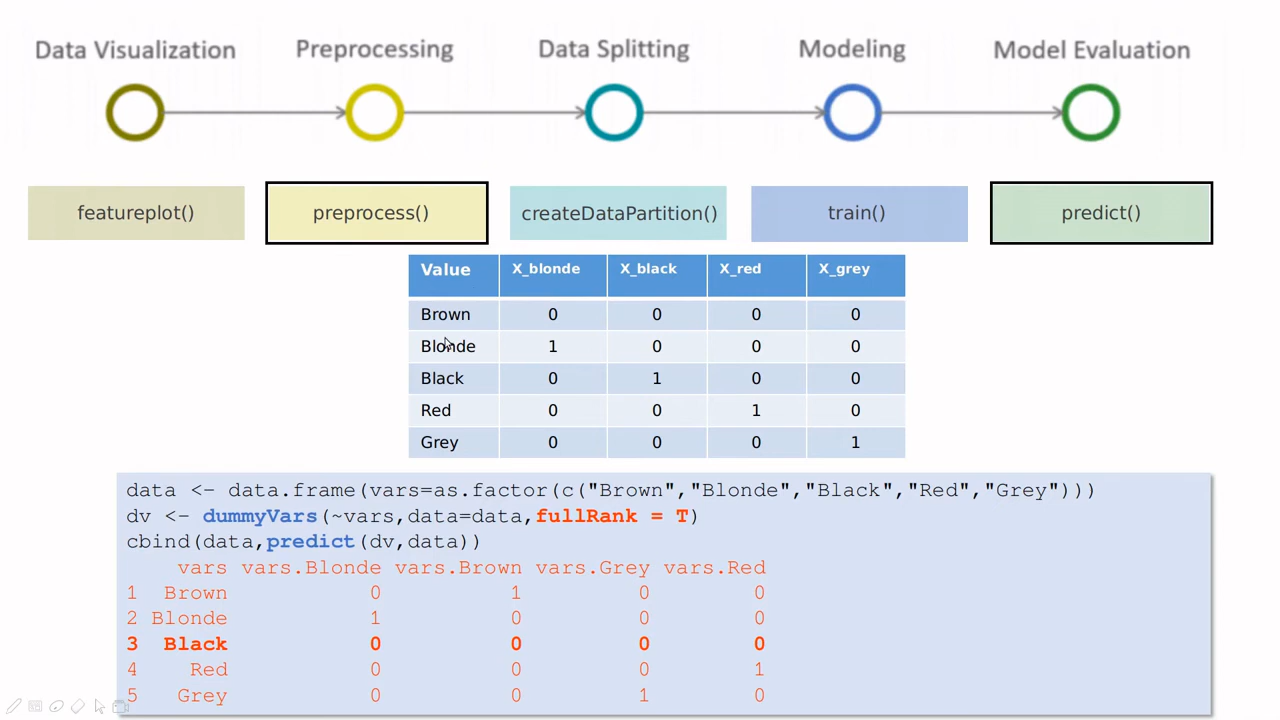 Data Visualization Preprocessing Data Splitting Modeling Model Evaluation
featureplot() preprocess() createDataPartition() train() predict()
Value X_blonde X_black X_red X_grey
Brown 0 0 0 0
Blonde 1 0 0 0
Black 0 1 0 0
Red 0 0 1 0
Grey 0 0 0 1
data <- data.frame(vars=as.factor(c("Brown","Blonde","Black","Red","Grey")))
dv <- dummyVars(~vars,data=data,fullRank = T)
cbind(data,predict(dv,data))
vars vars.Blonde vars.Brown vars.Grey vars.Red
1 Brown 0 1 0 0
2 Blonde 1 0 0 0
3 Black 0 0 0 0
4 Red 0 0 0 1
5 Grey 0 0 1 0